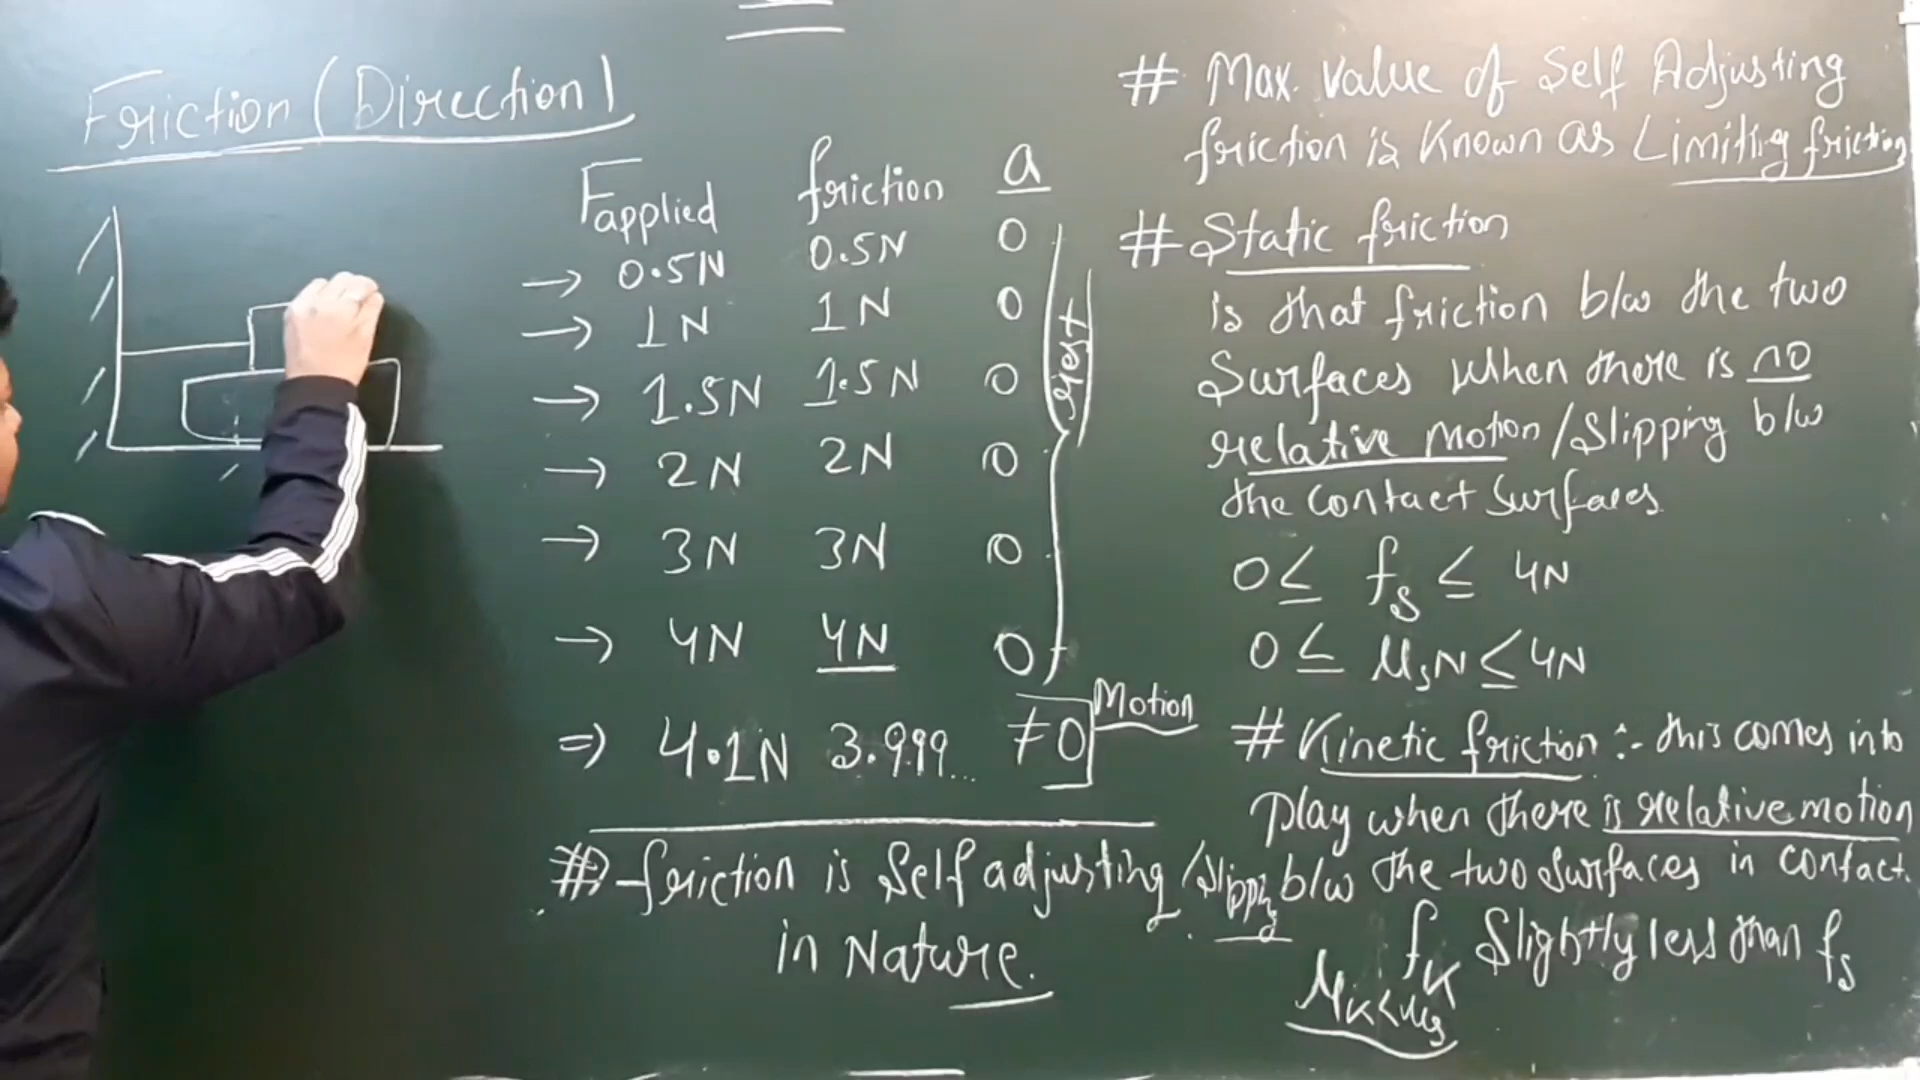 Friction (Direction)
Fapplied friction a
→ 0.5N 0.5N 0
→ 1N 1N 0
→ 1.5N 1.5N 0
→ 2N 2N 0
→ 3N 3N 0
→ 4N 4N 0
rest
⇒ 4.1N 3.999... ≠0 Motion
#⇒ friction is Self adjusting
in Nature.
# Max. Value of Self Adjusting
friction is Known as Limiting friction
# Static friction
is that friction b/w the two
Surfaces when there is no
relative motion/Slipping b/w
the contact Surfaces
0 ≤ fs ≤ 4N
0 ≤ μsN ≤ 4N
# Kinetic friction :- this comes into
Play when there is relative motion
/Slipping b/w the two Surfaces in contact.
fK Slightly less than fs
μK<μs